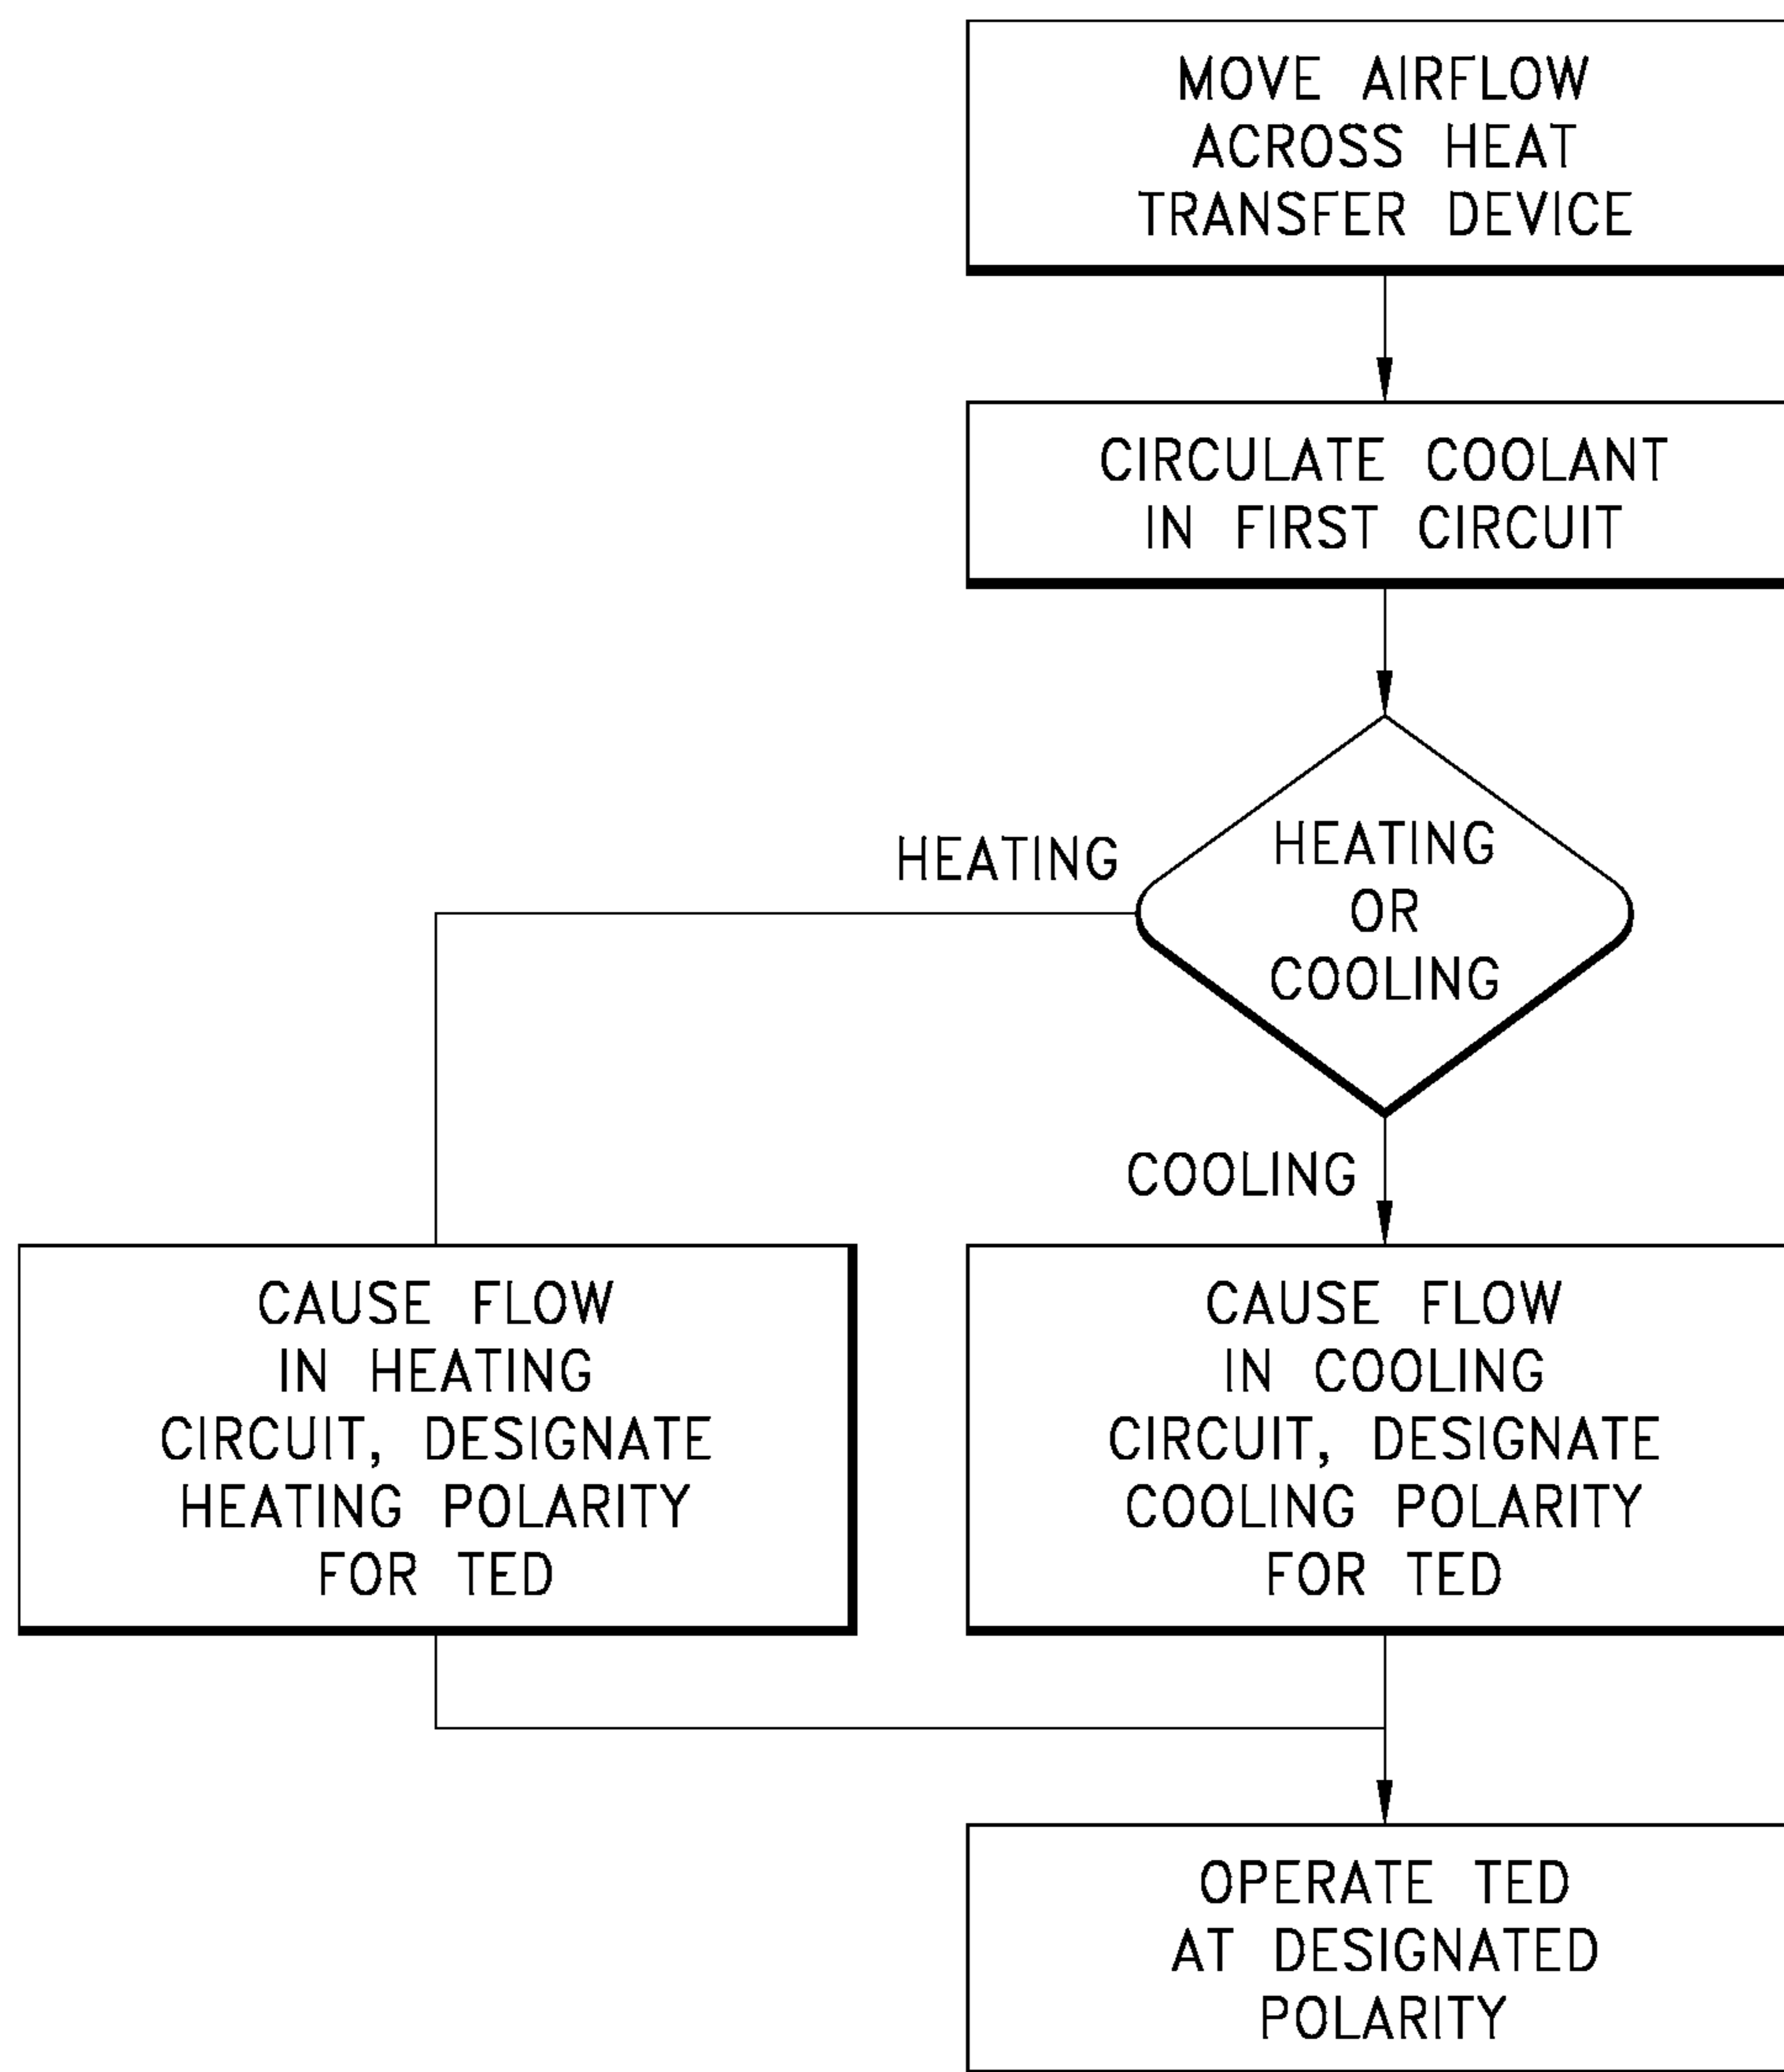 MOVE AIRFLOW
ACROSS HEAT
TRANSFER DEVICE
CIRCULATE COOLANT
IN FIRST CIRCUIT
HEATING
OR
COOLING
HEATING
COOLING
CAUSE FLOW
IN HEATING
CIRCUIT, DESIGNATE
HEATING POLARITY
FOR TED
CAUSE FLOW
IN COOLING
CIRCUIT, DESIGNATE
COOLING POLARITY
FOR TED
OPERATE TED
AT DESIGNATED
POLARITY